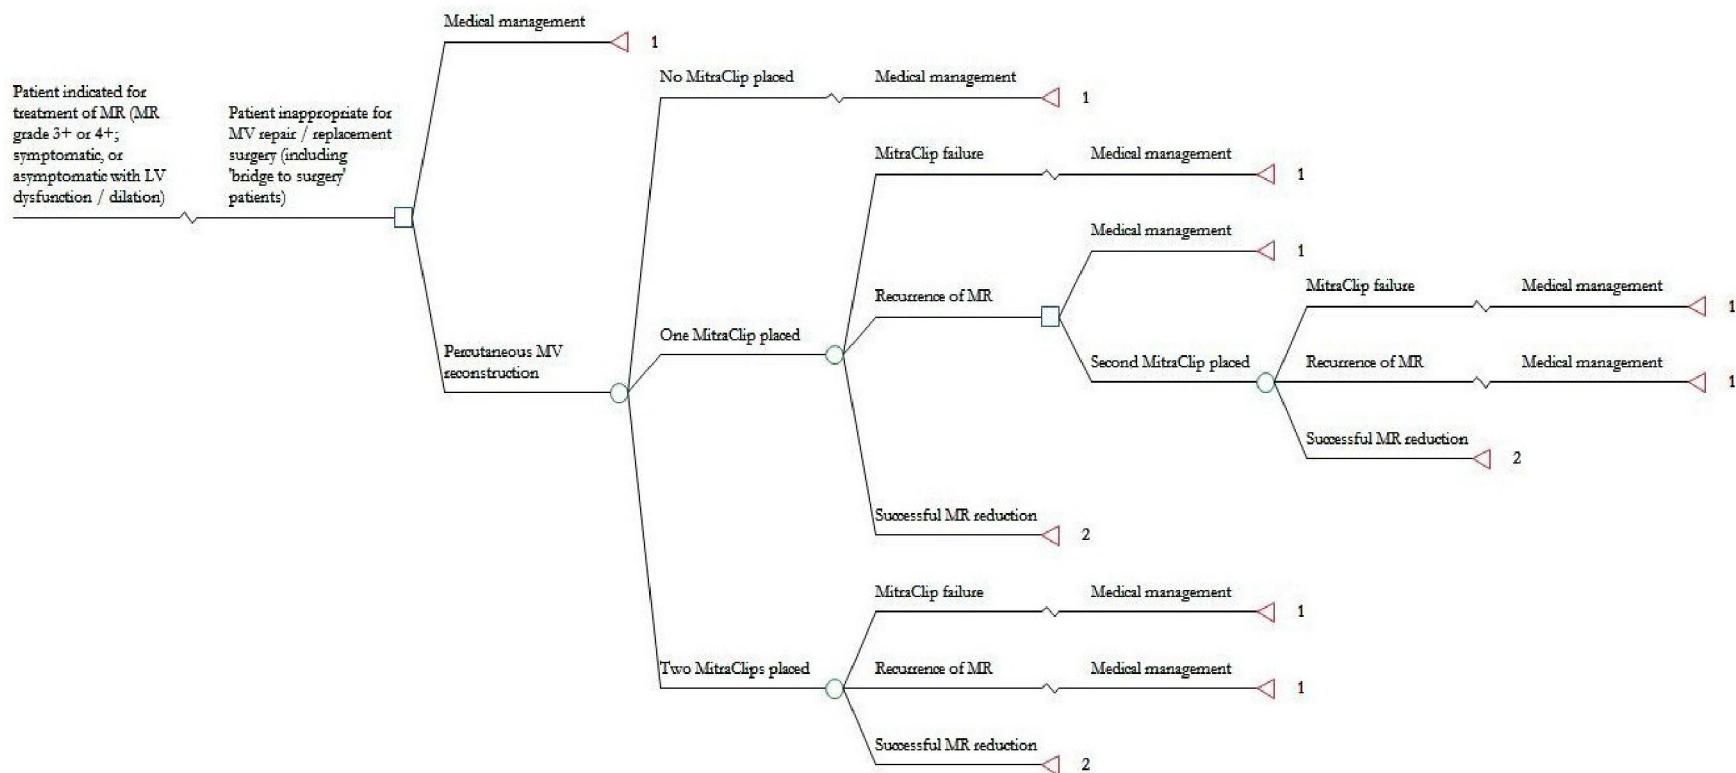 Medical management
1
No MitraClip placed
Medical management
1
Patient indicated for
treatment of MR (MR
grade 3+ or 4+;
symptomatic, or
asymptomatic with LV
dysfunction / dilation)
Patient inappropriate for
MV repair / replacement
surgery (including
'bridge to surgery'
patients)
MitraClip failure
Medical management
1
Medical management
1
Recurrence of MR
MitraClip failure
Medical management
1
One MitraClip placed
Percutaneous MV
reconstruction
Second MitraClip placed
Recurrence of MR
Medical management
1
Successful MR reduction
2
Successful MR reduction
2
MitraClip failure
Medical management
1
Two MitraClips placed
Recurrence of MR
Medical management
1
Successful MR reduction
2